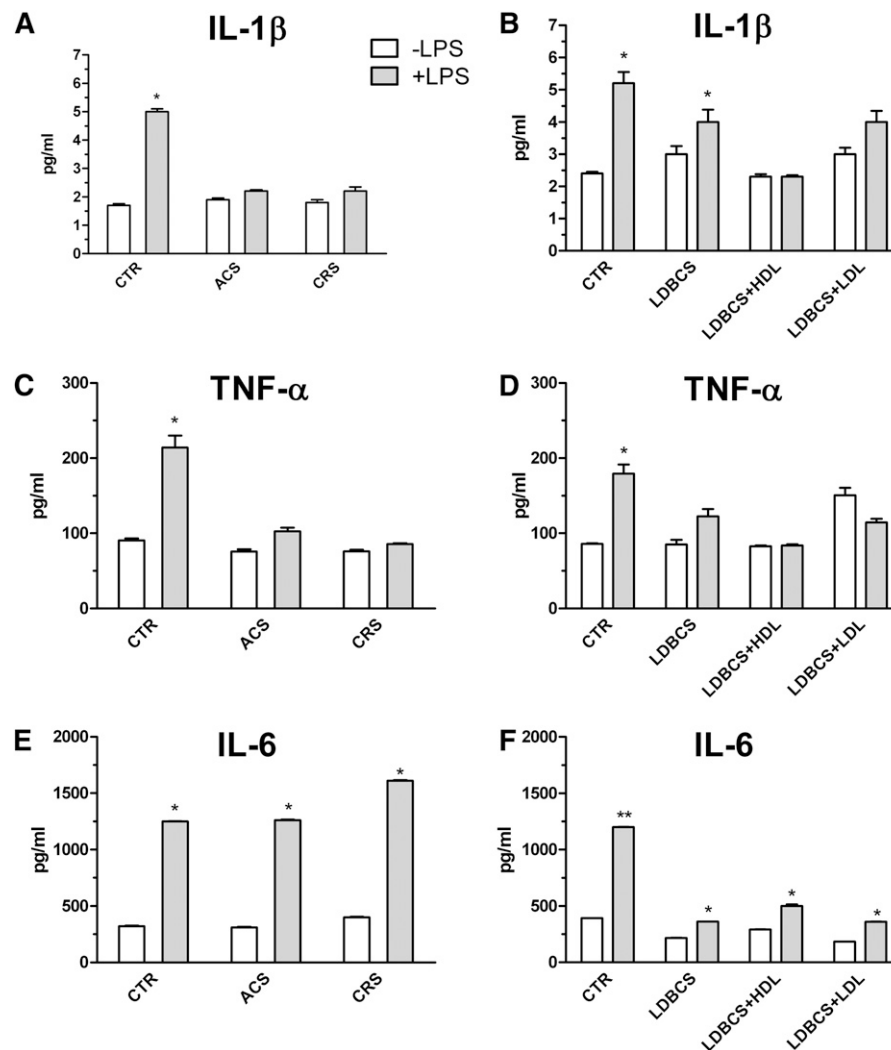 A IL-1β
-LPS
+LPS
7
6
5
4
3
2
1
0
pg/ml
*
CTR ACS CRS
B IL-1β
7
6
5
4
3
2
1
0
pg/ml
* *
CTR LDBCS LDBCS+HDL LDBCS+LDL
C TNF-α
300
200
100
0
pg/ml
*
CTR ACS CRS
D TNF-α
300
200
100
0
pg/ml
*
CTR LDBCS LDBCS+HDL LDBCS+LDL
E IL-6
2000
1500
1000
500
0
pg/ml
* * *
CTR ACS CRS
F IL-6
2000
1500
1000
500
0
pg/ml
** * * *
CTR LDBCS LDBCS+HDL LDBCS+LDL